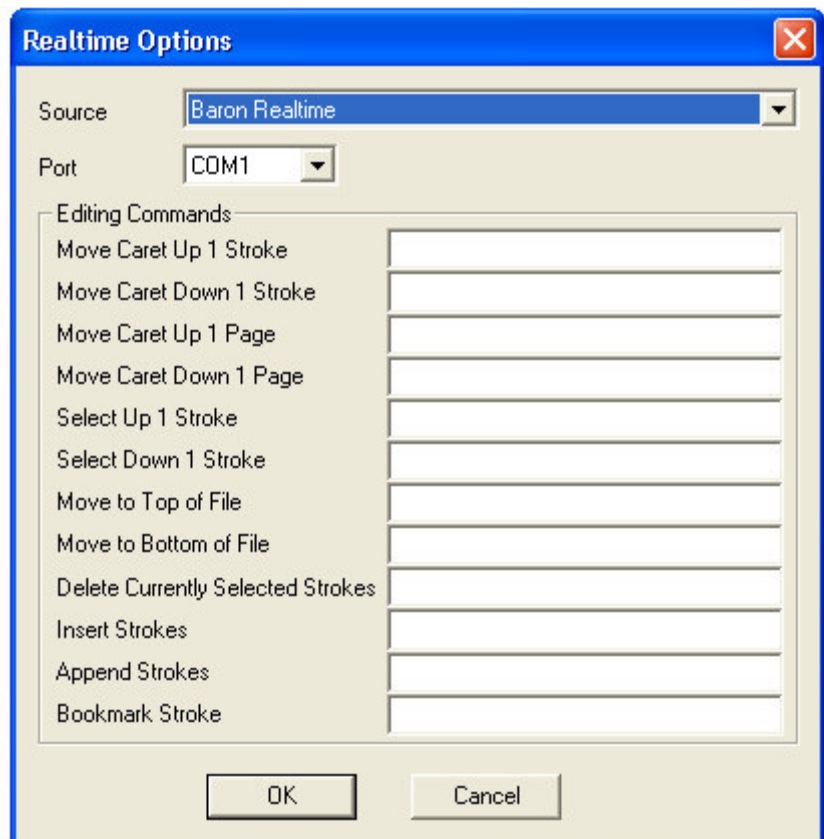 Realtime Options
Source Baron Realtime
Port COM1
Editing Commands
Move Caret Up 1 Stroke
Move Caret Down 1 Stroke
Move Caret Up 1 Page
Move Caret Down 1 Page
Select Up 1 Stroke
Select Down 1 Stroke
Move to Top of File
Move to Bottom of File
Delete Currently Selected Strokes
Insert Strokes
Append Strokes
Bookmark Stroke
OK Cancel